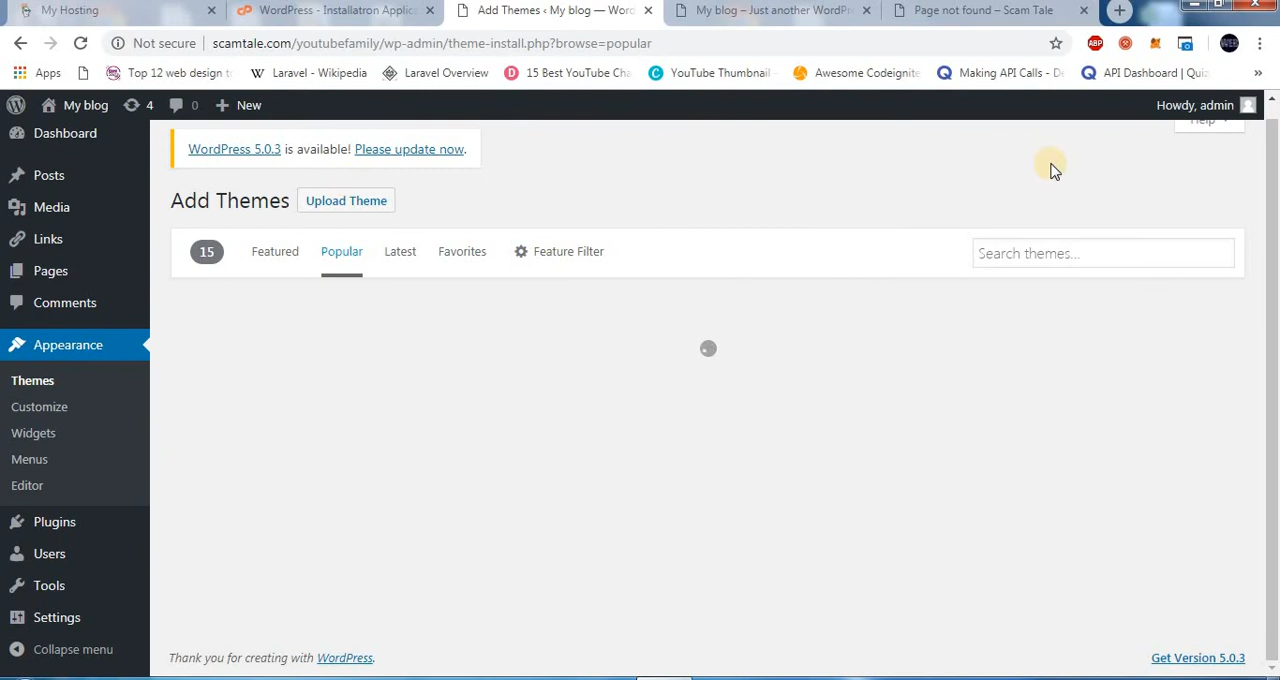 My Hosting
WordPress - Installatron Applic
Add Themes ‹ My blog — Wor
My blog – Just another WordPr
Page not found – Scam Tale
Not secure scamtale.com/youtubefamily/wp-admin/theme-install.php?browse=popular
ABP
WEB
Apps
Top 12 web design t
Laravel - Wikipedia
Laravel Overview
15 Best YouTube Cha
YouTube Thumbnail
Awesome Codeignite
Making API Calls - D
API Dashboard | Qui
»
My blog
4
0
New
Howdy, admin
Help
Dashboard
Posts
Media
Links
Pages
Comments
Appearance
Themes
Customize
Widgets
Menus
Editor
Plugins
Users
Tools
Settings
Collapse menu
WordPress 5.0.3 is available! Please update now.
Add Themes
Upload Theme
15
Featured
Popular
Latest
Favorites
Feature Filter
Search themes...
Thank you for creating with WordPress.
Get Version 5.0.3